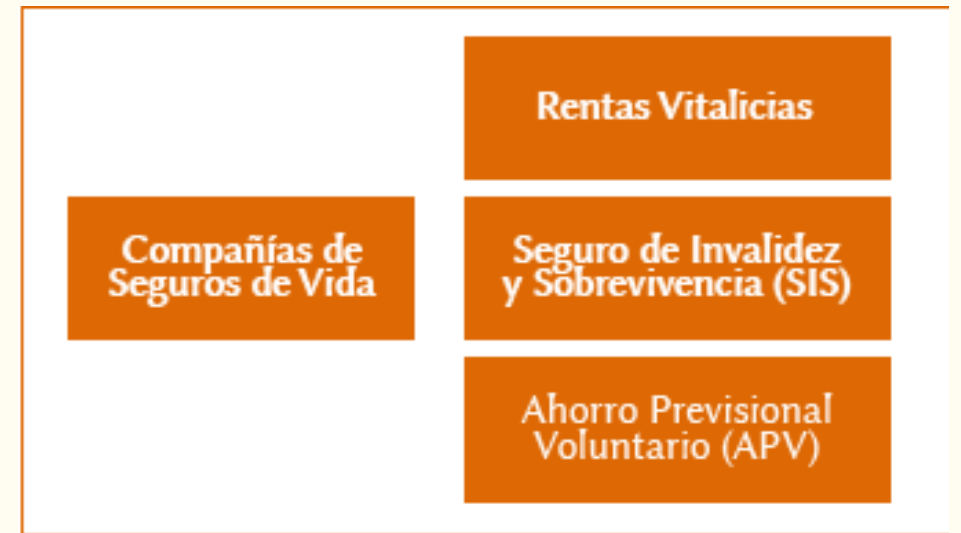 Rentas Vitalicias
Compañías de
Seguros de Vida
Seguro de Invalidez
y Sobrevivencia (SIS)
Ahorro Previsional
Voluntario (APV)